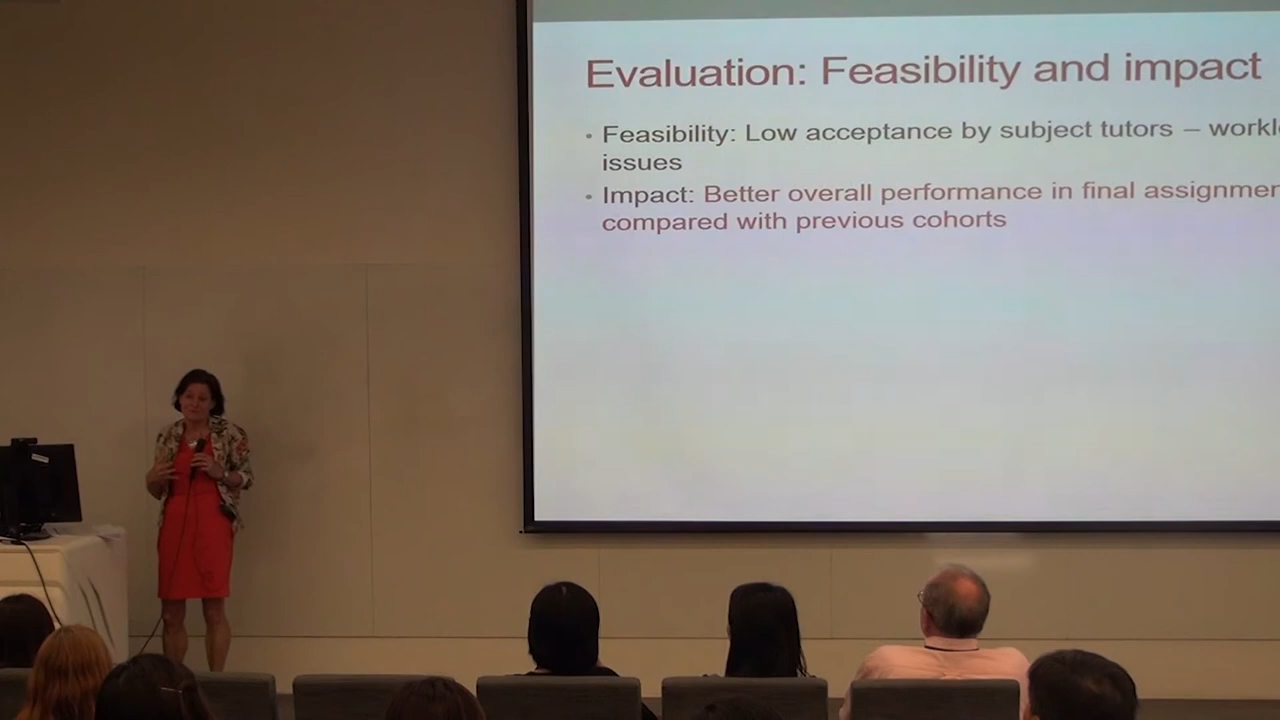 Evaluation: Feasibility and impact
• Feasibility: Low acceptance by subject tutors – workl
issues
• Impact: Better overall performance in final assignmen
compared with previous cohorts